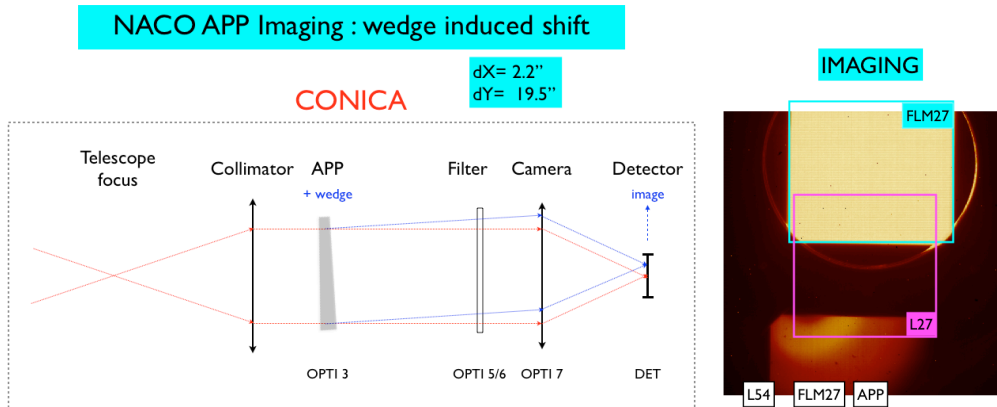 NACO APP Imaging : wedge induced shift
dX= 2.2”
dY= 19.5”
CONICA
IMAGING
FLM27
Telescope
focus
Collimator
APP
+ wedge
Filter
Camera
Detector
image
L27
OPTI 3
OPTI 5/6
OPTI 7
DET
L54
FLM27
APP